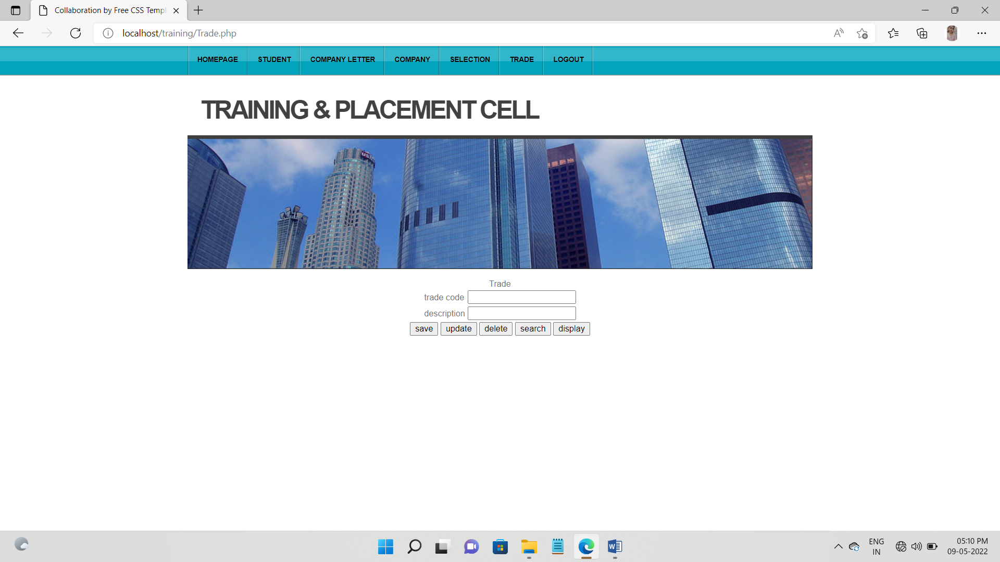 Collaboration by Free CSS Templ
localhost/training/Trade.php
HOMEPAGE STUDENT COMPANY LETTER COMPANY SELECTION TRADE LOGOUT
TRAINING & PLACEMENT CELL
Trade
trade code
description
save update delete search display
ENG
IN
05:10 PM
09-05-2022